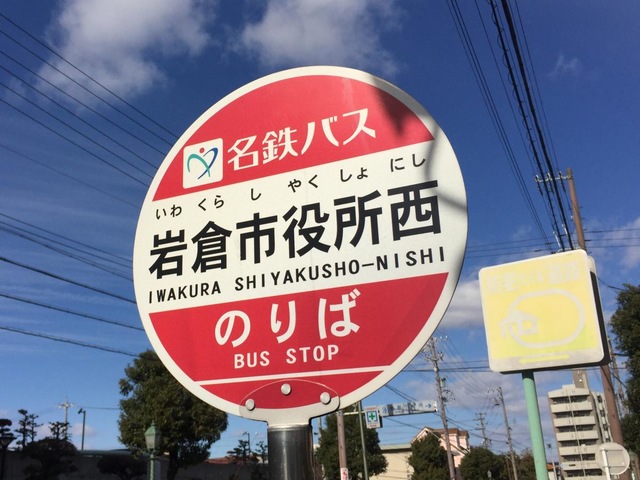 名鉄バス
いわくらしやくしょにし
岩倉市役所西
IWAKURA SHIYAKUSHO-NISHI
のりば
BUS STOP